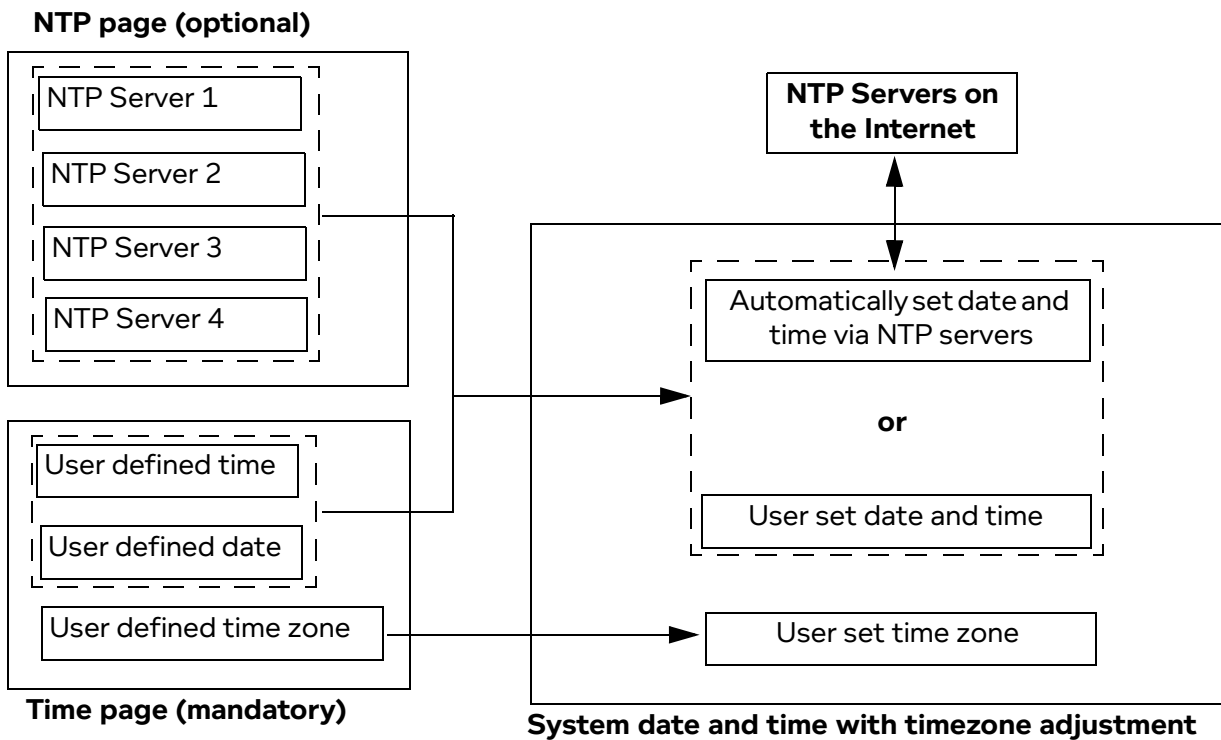 NTP page (optional)
NTP Server 1
NTP Server 2
NTP Server 3
NTP Server 4
User defined time
User defined date
User defined time zone
Time page (mandatory)
NTP Servers on
the Internet
Automatically set date and
time via NTP servers
or
User set date and time
User set time zone
System date and time with timezone adjustment